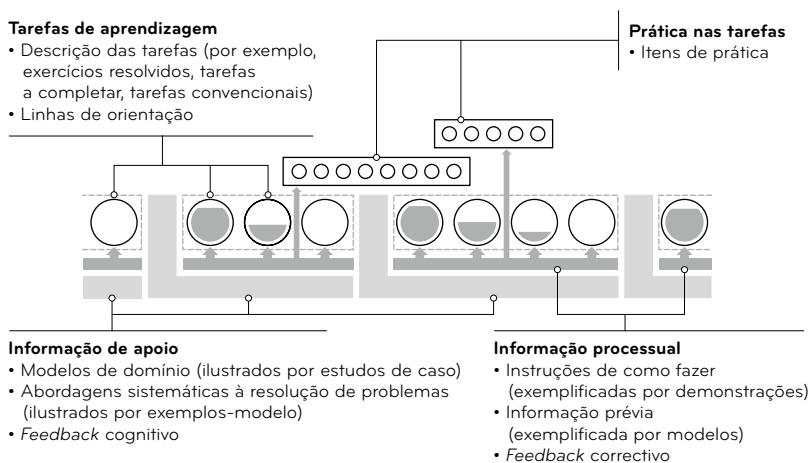 Tarefas de aprendizagem
• Descrição das tarefas (por exemplo,
exercícios resolvidos, tarefas
a completar, tarefas convencionais)
• Linhas de orientação
Prática nas tarefas
• Itens de prática
Informação de apoio
• Modelos de domínio (ilustrados por estudos de caso)
• Abordagens sistemáticas à resolução de problemas
(ilustrados por exemplos-modelo)
• Feedback cognitivo
Informação processual
• Instruções de como fazer
(exemplificadas por demonstrações)
• Informação prévia
(exemplificada por modelos)
• Feedback correctivo